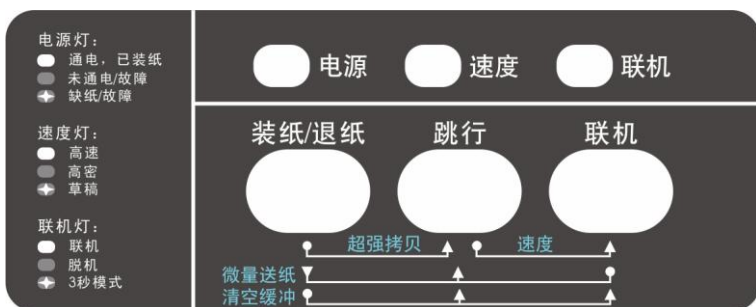 电源灯：
通电，已装纸
未通电/故障
缺纸/故障
速度灯：
高速
高密
草稿
联机灯：
联机
脱机
3秒模式
电源 速度 联机
装纸/退纸 跳行 联机
超强拷贝 速度
微量送纸
清空缓冲